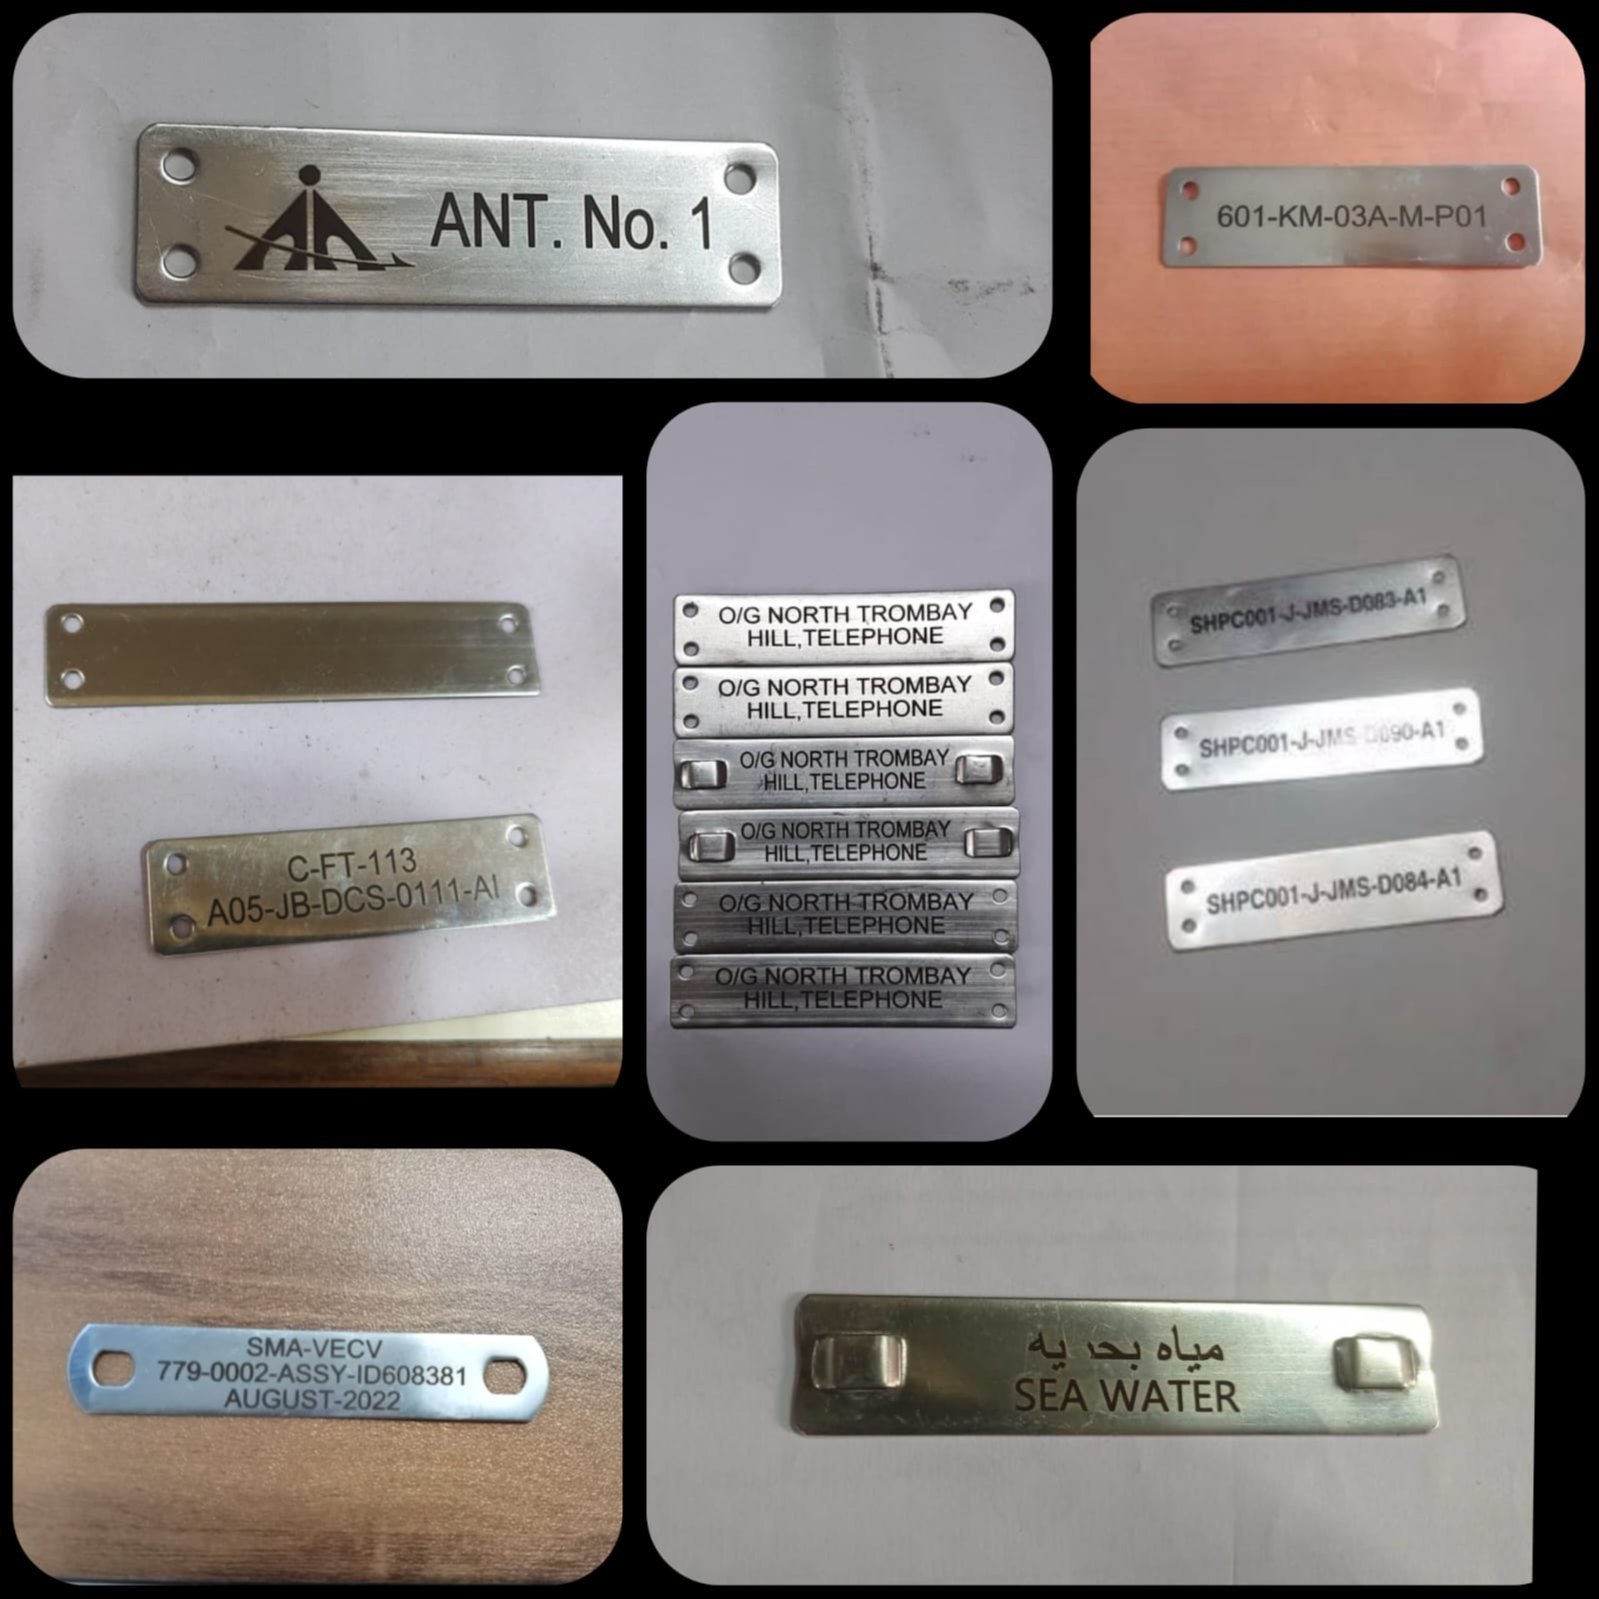 ANT. No. 1
601-KM-03A-M-P01
C-FT-113
A05-JB-DCS-0111-AI
O/G NORTH TROMBAY
HILL,TELEPHONE
O/G NORTH TROMBAY
HILL,TELEPHONE
O/G NORTH TROMBAY
HILL,TELEPHONE
O/G NORTH TROMBAY
HILL,TELEPHONE
O/G NORTH TROMBAY
HILL,TELEPHONE
O/G NORTH TROMBAY
HILL,TELEPHONE
SHPC001-J-JMS-D083-A1
SHPC001-J-JMS-D090-A1
SHPC001-J-JMS-D084-A1
SMA-VECV
779-0002-ASSY-ID608381
AUGUST-2022
مياه بحريه
SEA WATER